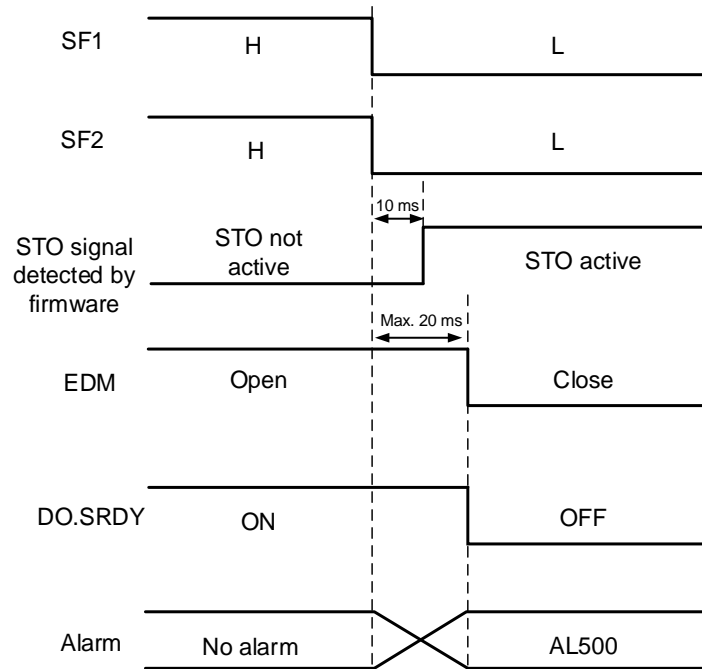 SF1
H
L
SF2
H
L
10 ms
STO signal
detected by
firmware
STO not
active
STO active
Max. 20 ms
EDM
Open
Close
DO.SRDY
ON
OFF
Alarm
No alarm
AL500